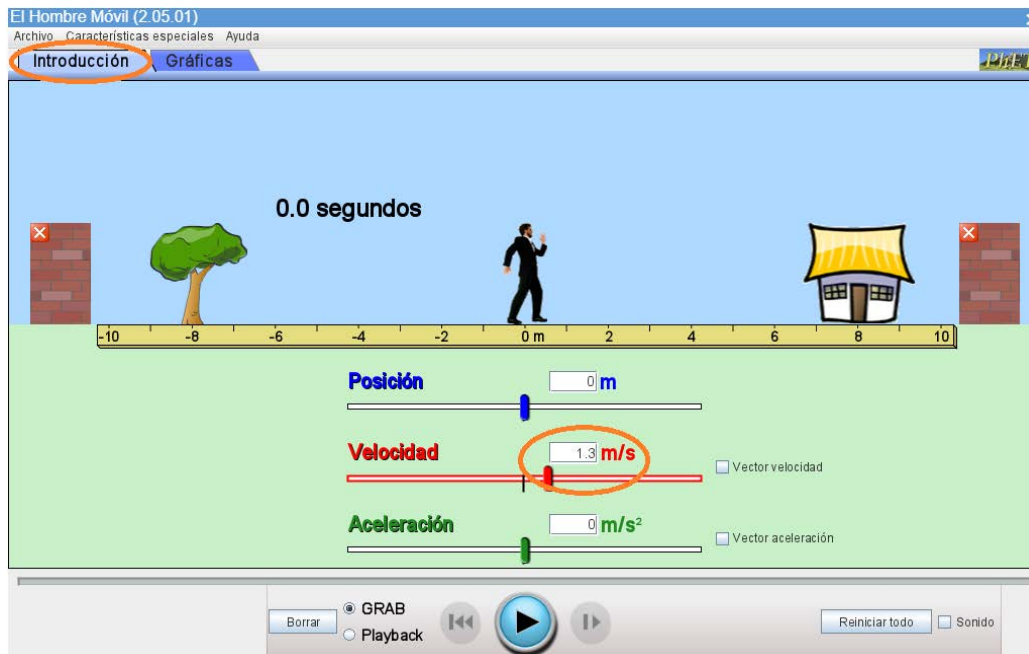 El Hombre Móvil (2.05.01)
Archivo Características especiales Ayuda
Introducción Gráficas PhET
0.0 segundos
-10 -8 -6 -4 -2 0 m 2 4 6 8 10
Posición 0 m
Velocidad 1.3 m/s
Vector velocidad
Aceleración 0 m/s²
Vector aceleración
Borrar GRAB
Playback
Reiniciar todo Sonido